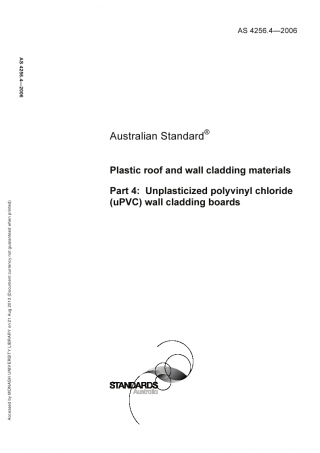 AS 4256.4—2006
AS 4256.4—2006
Australian Standard®
Plastic roof and wall cladding materials
Part 4: Unplasticized polyvinyl chloride
(uPVC) wall cladding boards
Accessed by MONASH UNIVERSITY LIBRARY on 21 Aug 2010 (Document currency not guaranteed when printed)
STANDARDS
Australia